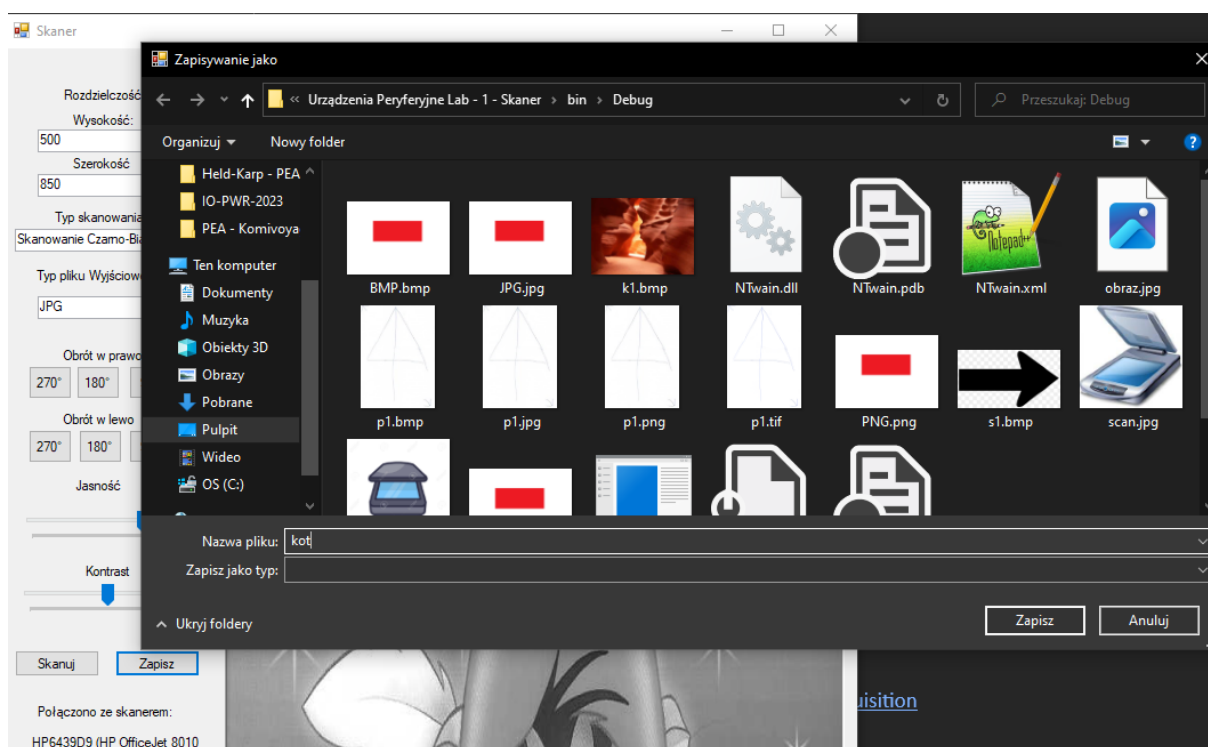 Skaner
Zapisywanie jako
Urządzenia Peryferyjne Lab - 1 - Skaner > bin > Debug
Przeszukaj: Debug
Organizuj
Nowy folder
Rozdzielczość
Wysokość:
500
Szerokość
850
Typ skanowania
Skanowanie Czarno-Bia
Typ pliku Wyjściow
JPG
Obrót w prawo
270°
180°
Obrót w lewo
270°
180°
Jasność
Kontrast
Skanuj
Zapisz
Połączono ze skanerem:
HP6439D9 (HP OfficeJet 8010
Held-Karp - PEA
IO-PWR-2023
PEA - Komivoya
Ten komputer
Dokumenty
Muzyka
Obiekty 3D
Obrazy
Pobrane
Pulpit
Wideo
OS (C:)
Notepad++
BMP.bmp
JPG.jpg
k1.bmp
NTwain.dll
NTwain.pdb
NTwain.xml
obraz.jpg
p1.bmp
p1.jpg
p1.png
p1.tif
PNG.png
s1.bmp
scan.jpg
Nazwa pliku: kot
Zapisz jako typ:
Ukryj foldery
Zapisz
Anuluj
uisition